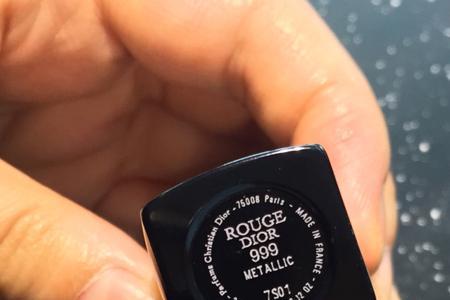 Parfums Christian Dior - 75008 Paris - MADE IN FRANCE
ROUGE
DIOR
999
METALLIC
7S01